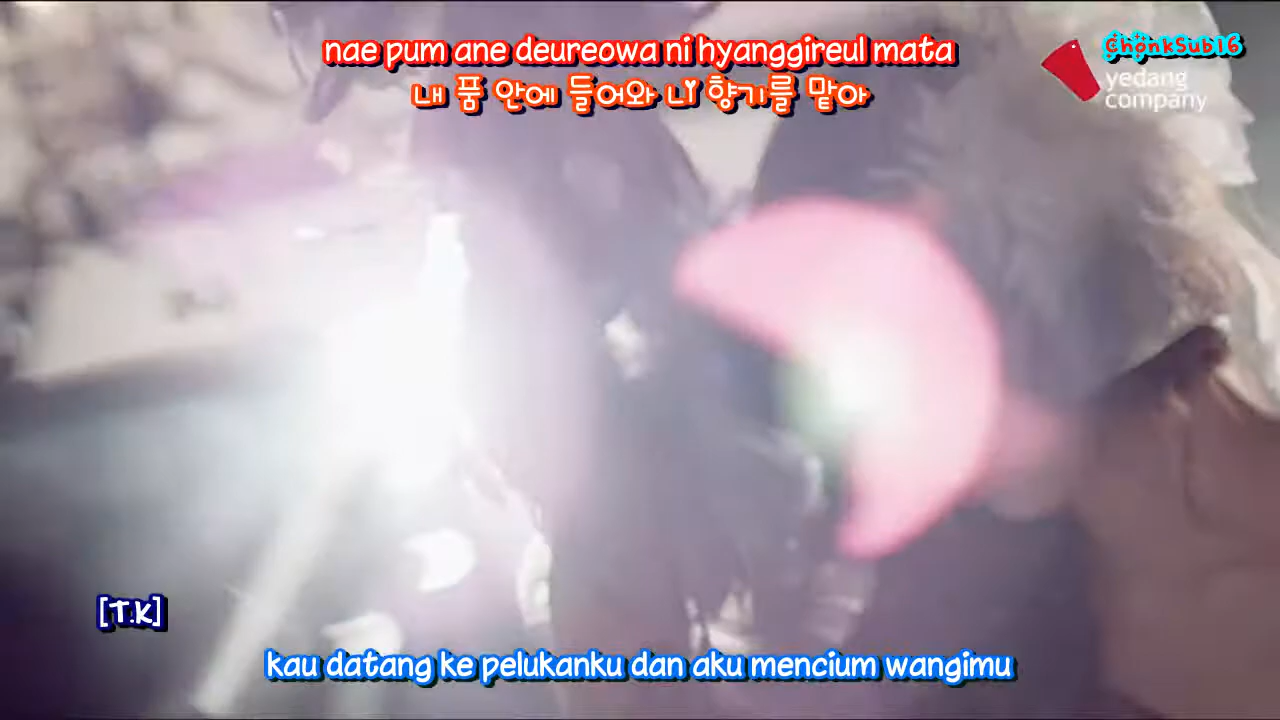 nae pum ane deureowa ni hyanggireul mata
내 품 안에 들어와 니 향기를 맡아
ChonkSub16
yedang
company
[T.K]
kau datang ke pelukanku dan aku mencium wangimu